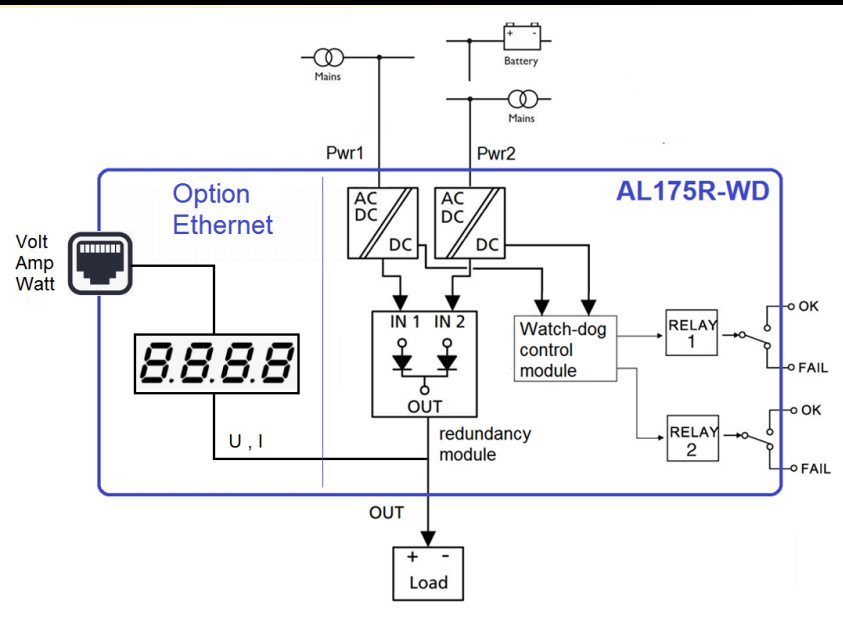 + -
Battery
Mains
Mains
Pwr1
Pwr2
Option
Ethernet
AL175R-WD
AC
DC
DC
AC
DC
DC
Volt
Amp
Watt
8.8.8.8
IN 1 IN 2
OUT
redundancy
module
Watch-dog
control
module
RELAY
1
OK
FAIL
RELAY
2
OK
FAIL
U , I
OUT
+ -
Load